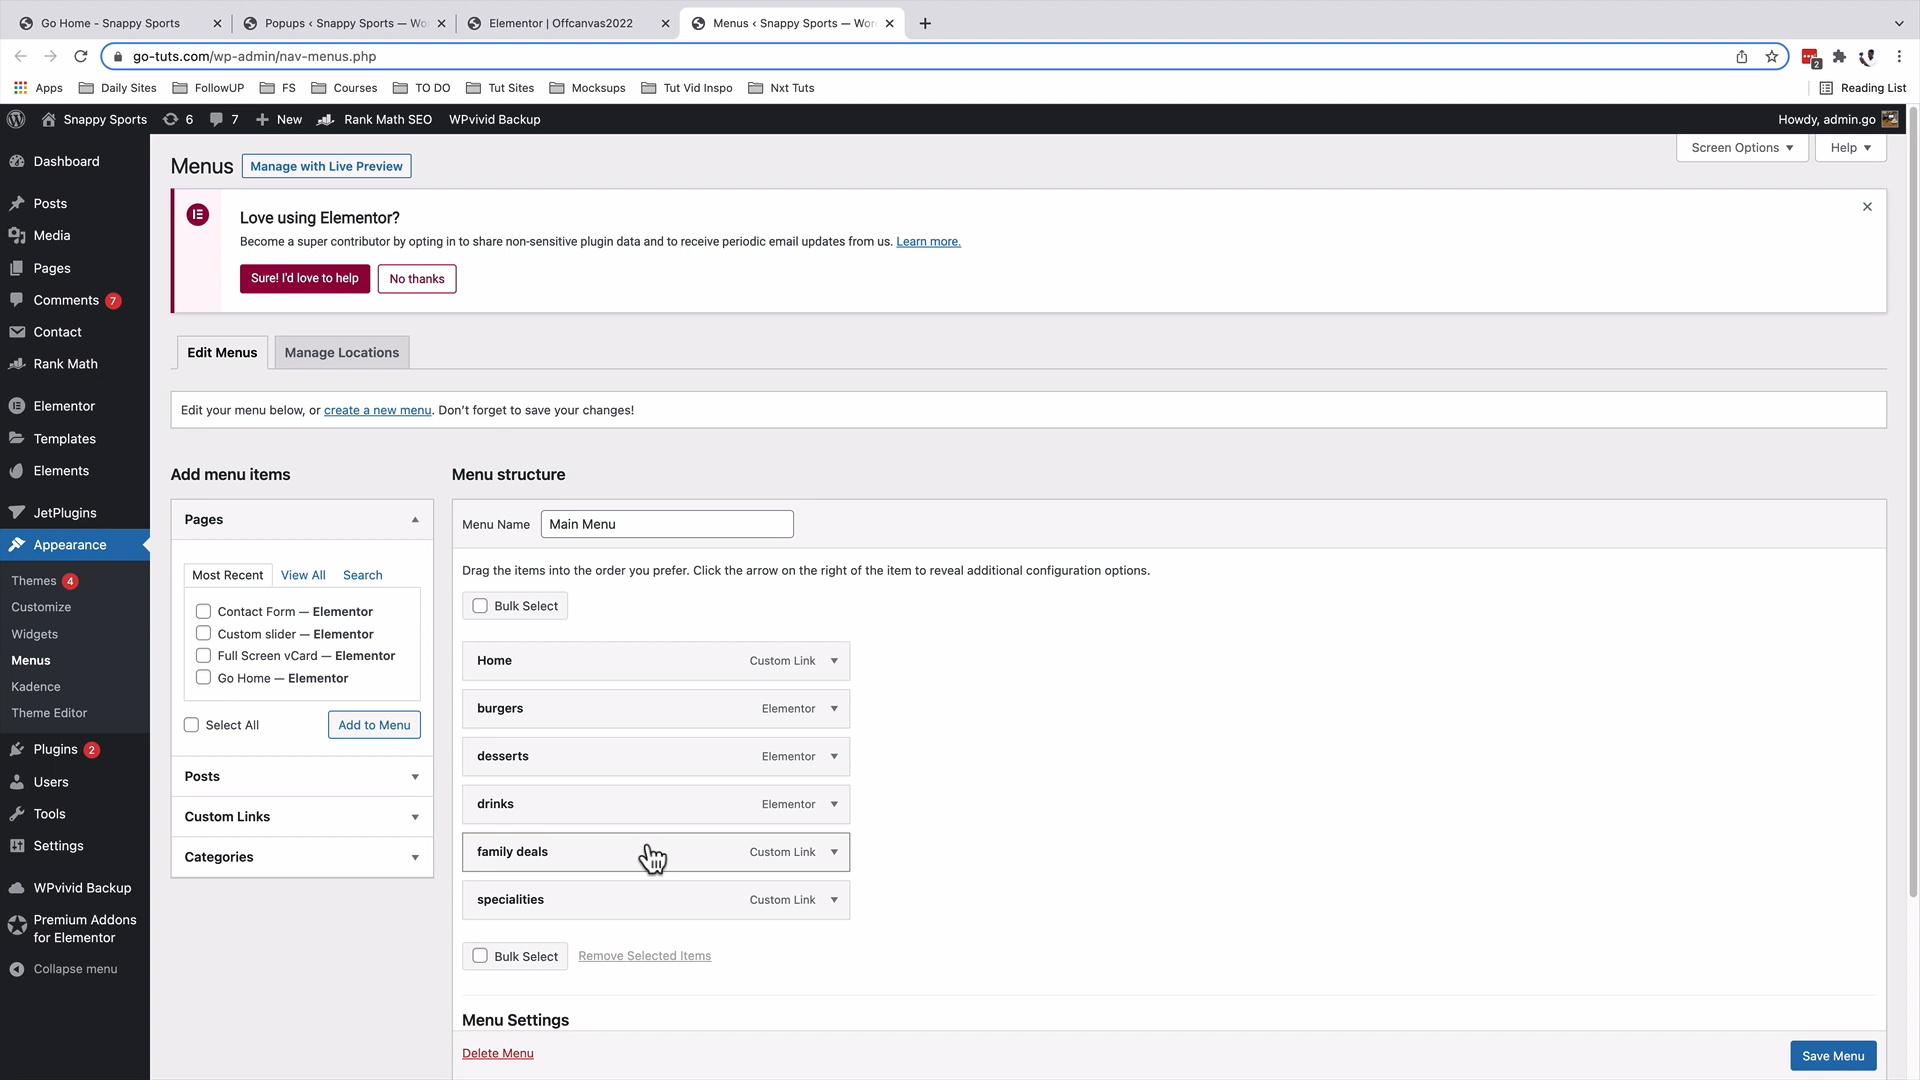 Go Home - Snappy Sports
Popups ‹ Snappy Sports — Wo
Elementor | Offcanvas2022
Menus ‹ Snappy Sports — Wor
go-tuts.com/wp-admin/nav-menus.php
2
Apps
Daily Sites
FollowUP
FS
Courses
TO DO
Tut Sites
Mocksups
Tut Vid Inspo
Nxt Tuts
Reading List
Snappy Sports
6
7
New
Rank Math SEO
WPvivid Backup
Howdy, admin.go
Dashboard
Posts
Media
Pages
Comments 7
Contact
Rank Math
Elementor
Templates
Elements
JetPlugins
Appearance
Themes 4
Customize
Widgets
Menus
Kadence
Theme Editor
Plugins 2
Users
Tools
Settings
WPvivid Backup
Premium Addons
for Elementor
Collapse menu
Menus
Manage with Live Preview
Screen Options
Help
Love using Elementor?
Become a super contributor by opting in to share non-sensitive plugin data and to receive periodic email updates from us. Learn more.
Sure! I'd love to help
No thanks
Edit Menus
Manage Locations
Edit your menu below, or create a new menu. Don’t forget to save your changes!
Add menu items
Pages
Most Recent
View All
Search
Contact Form — Elementor
Custom slider — Elementor
Full Screen vCard — Elementor
Go Home — Elementor
Select All
Add to Menu
Posts
Custom Links
Categories
Menu structure
Menu Name
Main Menu
Drag the items into the order you prefer. Click the arrow on the right of the item to reveal additional configuration options.
Bulk Select
Home
Custom Link
burgers
Elementor
desserts
Elementor
drinks
Elementor
family deals
Custom Link
specialities
Custom Link
Bulk Select
Remove Selected Items
Menu Settings
Delete Menu
Save Menu